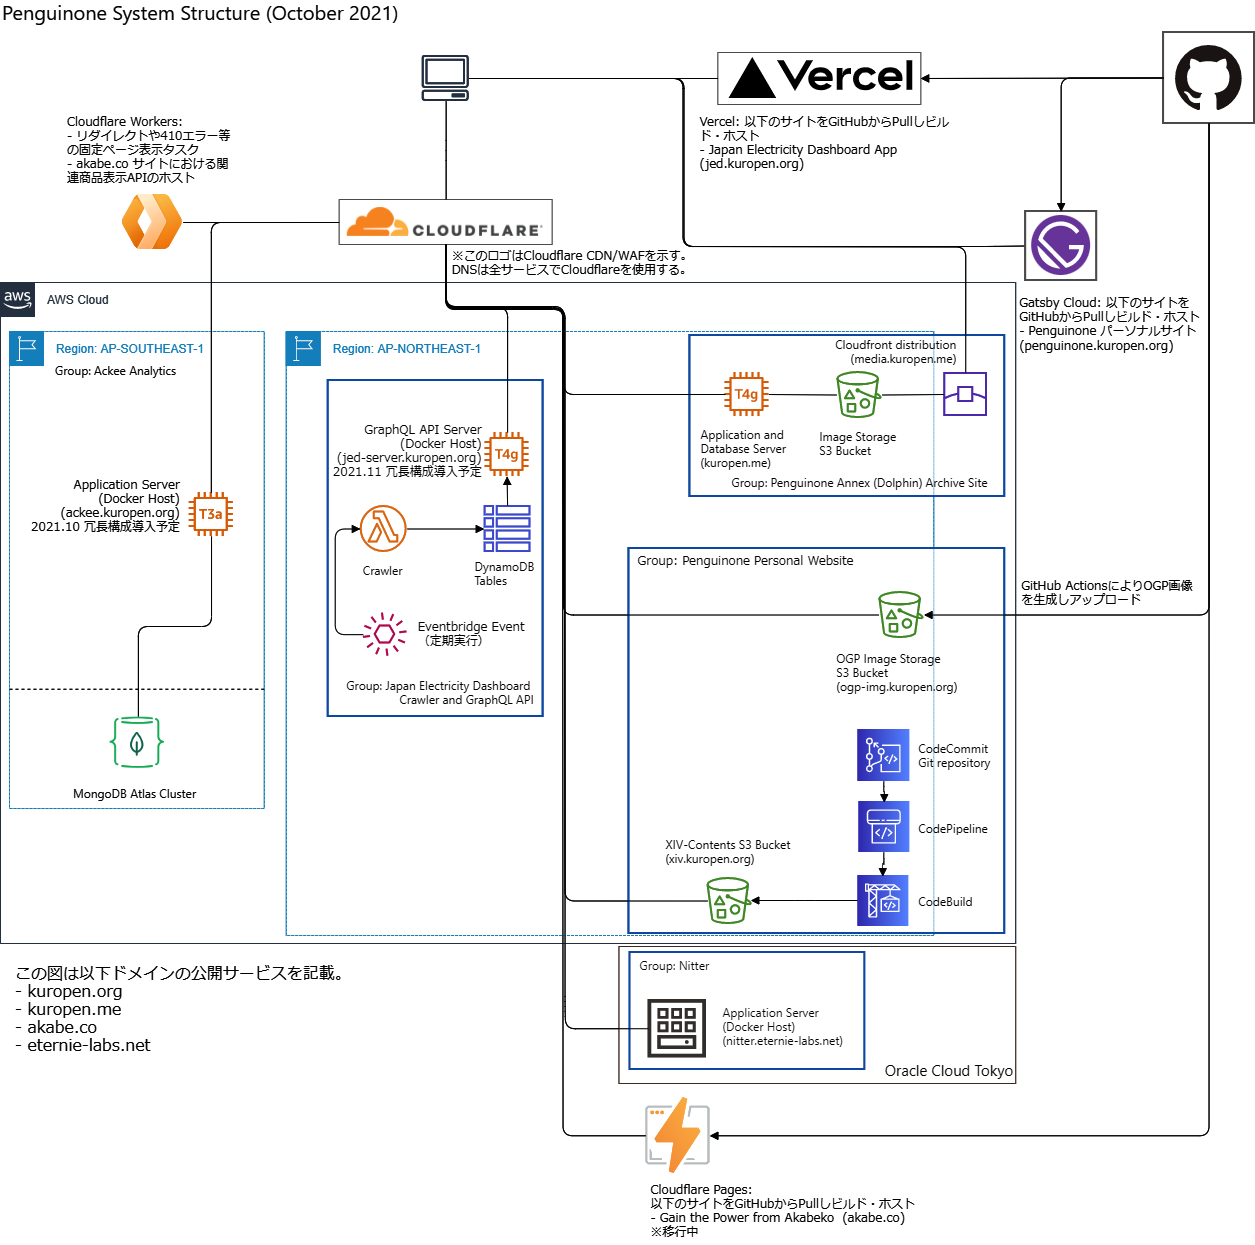 Penguinone System Structure (October 2021)
Vercel
Cloudflare Workers:
- リダイレクトや410エラー等
の固定ページ表示タスク
- akabe.co サイトにおける関
連商品表示APIのホスト
Vercel: 以下のサイトをGitHubからPullしビル
ド・ホスト
- Japan Electricity Dashboard App
(jed.kuropen.org)
CLOUDFLARE
※このロゴはCloudflare CDN/WAFを示す。
DNSは全サービスでCloudflareを使用する。
aws
AWS Cloud
Gatsby Cloud: 以下のサイトを
GitHubからPullしビルド・ホスト
- Penguinone パーソナルサイト
(penguinone.kuropen.org)
Region: AP-SOUTHEAST-1
Group: Ackee Analytics
Application Server
(Docker Host)
(ackee.kuropen.org)
2021.10 冗長構成導入予定
T3a
MongoDB Atlas Cluster
Region: AP-NORTHEAST-1
GraphQL API Server
(Docker Host)
(jed-server.kuropen.org)
2021.11 冗長構成導入予定
T4g
Crawler
DynamoDB
Tables
Eventbridge Event
（定期実行）
Group: Japan Electricity Dashboard
Crawler and GraphQL API
Cloudfront distribution
(media.kuropen.me)
T4g
Application and
Database Server
(kuropen.me)
Image Storage
S3 Bucket
Group: Penguinone Annex (Dolphin) Archive Site
Group: Penguinone Personal Website
GitHub ActionsによりOGP画像
を生成しアップロード
OGP Image Storage
S3 Bucket
(ogp-img.kuropen.org)
CodeCommit
Git repository
CodePipeline
XIV-Contents S3 Bucket
(xiv.kuropen.org)
CodeBuild
Group: Nitter
Application Server
(Docker Host)
(nitter.eternie-labs.net)
Oracle Cloud Tokyo
この図は以下ドメインの公開サービスを記載。
- kuropen.org
- kuropen.me
- akabe.co
- eternie-labs.net
Cloudflare Pages:
以下のサイトをGitHubからPullしビルド・ホスト
- Gain the Power from Akabeko  (akabe.co)
※移行中